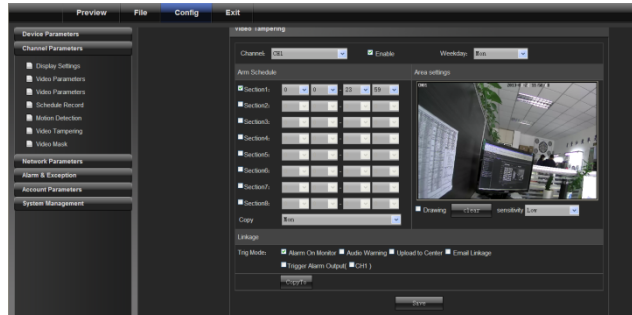 Preview File Config Exit
Device Parameters
Channel Parameters
Display Settings
Video Parameters
Video Parameters
Schedule Record
Motion Detection
Video Tampering
Video Mask
Network Parameters
Alarm & Exception
Account Parameters
System Management
Video Tampering
Channel: CH1 Enable Weekday: Mon
Arm Schedule
Section1: 0 0 - 23 59
Section2:
Section3:
Section4:
Section5:
Section6:
Section7:
Section8:
Copy Mon
Area settings
Drawing clear sensitivity Low
Linkage
Trig Mode: Alarm On Monitor Audio Warning Upload to Center Email Linkage
Trigger Alarm Output( CH1 )
CopyTo
Save